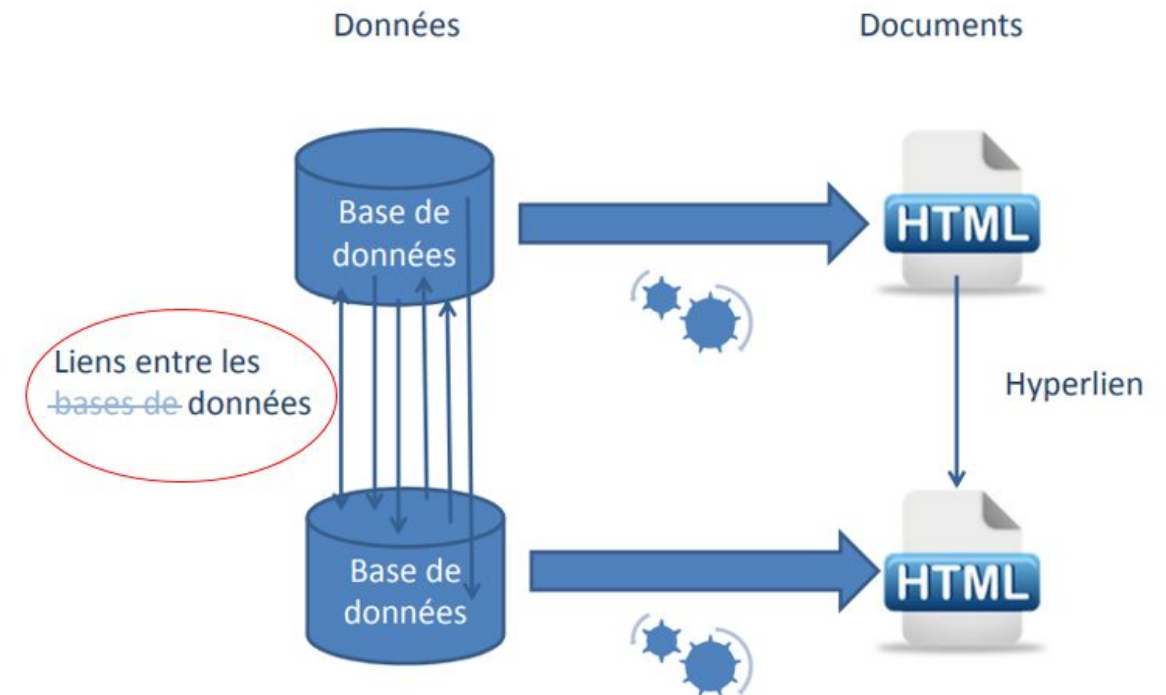 Données
Documents
Base de
données
HTML
Liens entre les
bases de données
Hyperlien
Base de
données
HTML